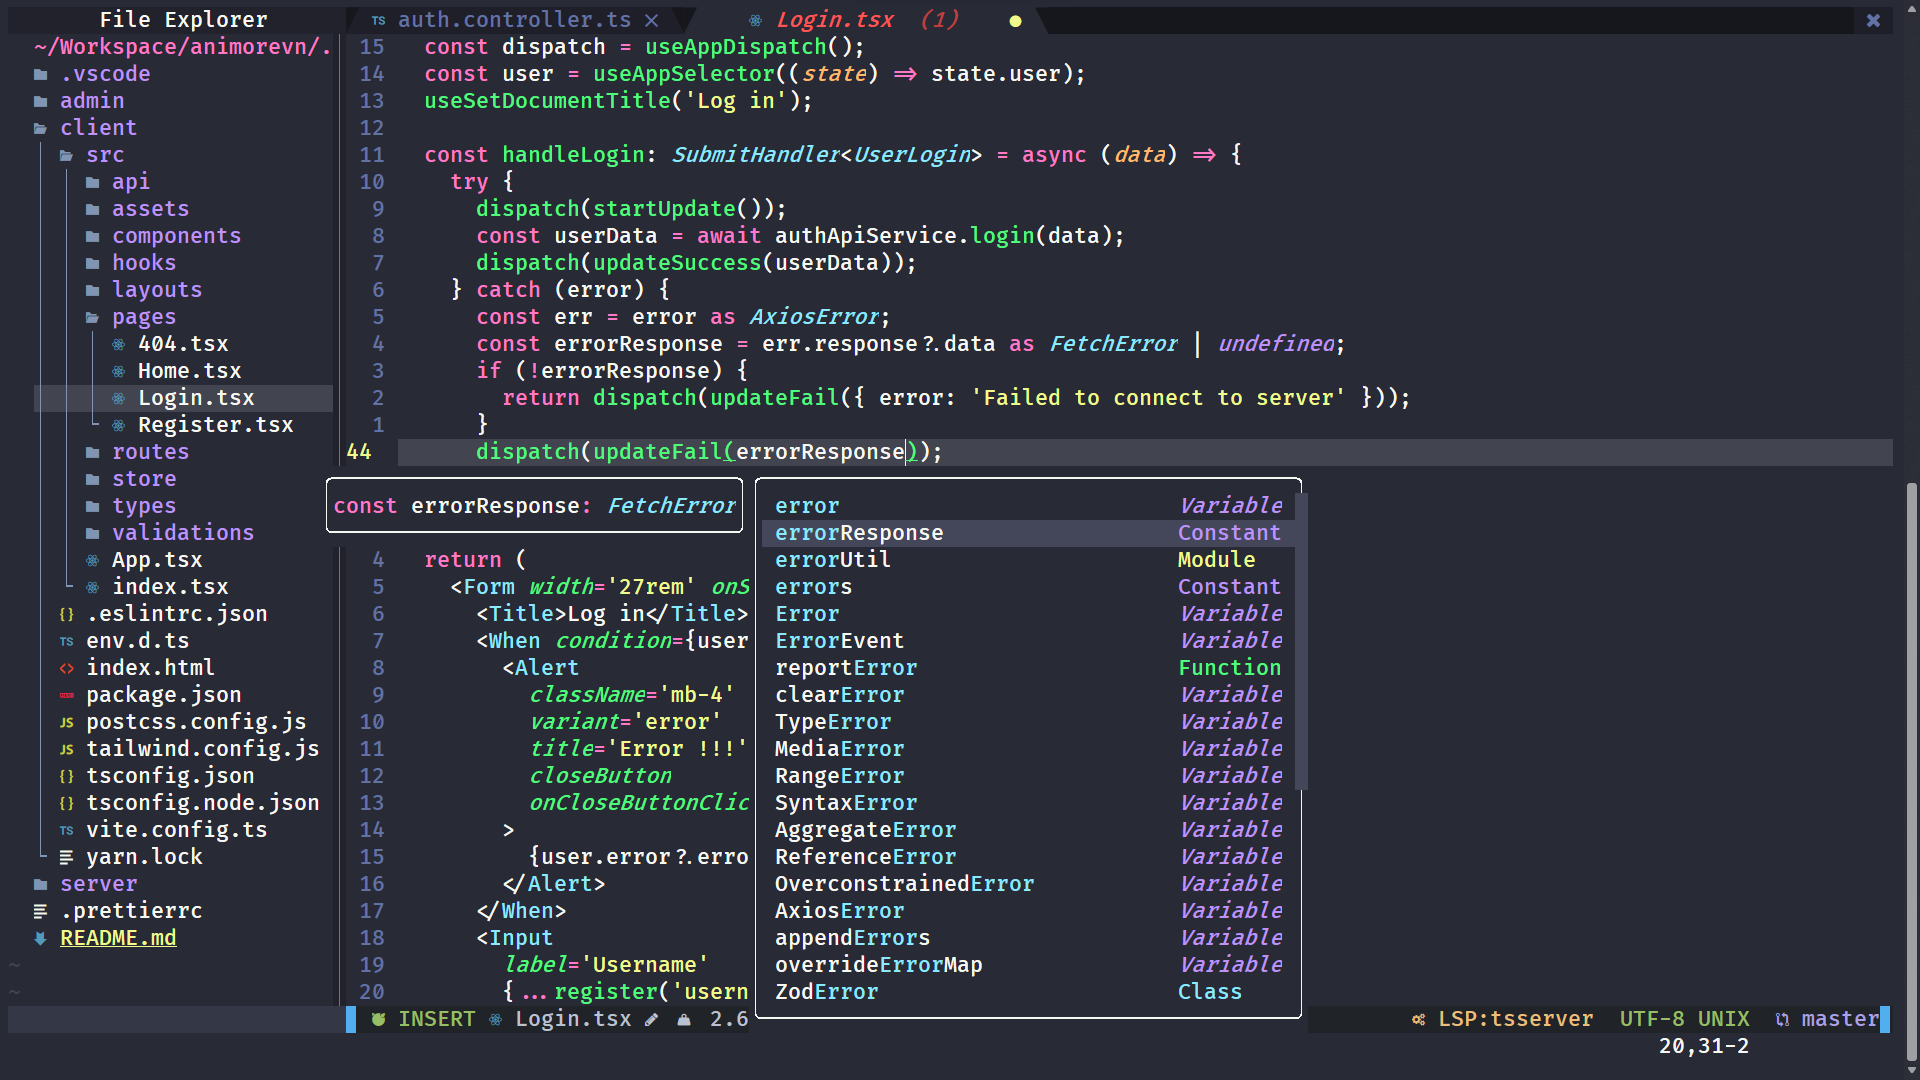 File Explorer
~/Workspace/animorevn/.
.vscode
admin
client
src
api
assets
components
hooks
layouts
pages
404.tsx
Home.tsx
Login.tsx
Register.tsx
routes
store
types
validations
App.tsx
index.tsx
{} .eslintrc.json
TS env.d.ts
<> index.html
package.json
JS postcss.config.js
JS tailwind.config.js
{} tsconfig.json
{} tsconfig.node.json
TS vite.config.ts
yarn.lock
server
.prettierrc
README.md
~
~
TS auth.controller.ts × Login.tsx (1) ●
15 const dispatch = useAppDispatch();
14 const user = useAppSelector((state) => state.user);
13 useSetDocumentTitle('Log in');
12
11 const handleLogin: SubmitHandler<UserLogin> = async (data) => {
10 try {
9 dispatch(startUpdate());
8 const userData = await authApiService.login(data);
7 dispatch(updateSuccess(userData));
6 } catch (error) {
5 const err = error as AxiosError;
4 const errorResponse = err.response?.data as FetchError | undefined;
3 if (!errorResponse) {
2 return dispatch(updateFail({ error: 'Failed to connect to server' }));
1 }
44 dispatch(updateFail(errorResponse));
const errorResponse: FetchError
4 return (
5 <Form width='27rem' onS
6 <Title>Log in</Title>
7 <When condition={user
8 <Alert
9 className='mb-4'
10 variant='error'
11 title='Error !!!'
12 closeButton
13 onCloseButtonClic
14 >
15 {user.error?.erro
16 </Alert>
17 </When>
18 <Input
19 label='Username'
20 {...register('usern
error Variable
errorResponse Constant
errorUtil Module
errors Constant
Error Variable
ErrorEvent Variable
reportError Function
clearError Variable
TypeError Variable
MediaError Variable
RangeError Variable
SyntaxError Variable
AggregateError Variable
ReferenceError Variable
OverconstrainedError Variable
AxiosError Variable
appendErrors Variable
overrideErrorMap Variable
ZodError Class
INSERT Login.tsx 2.6
LSP:tsserver UTF-8 UNIX master
20,31-2